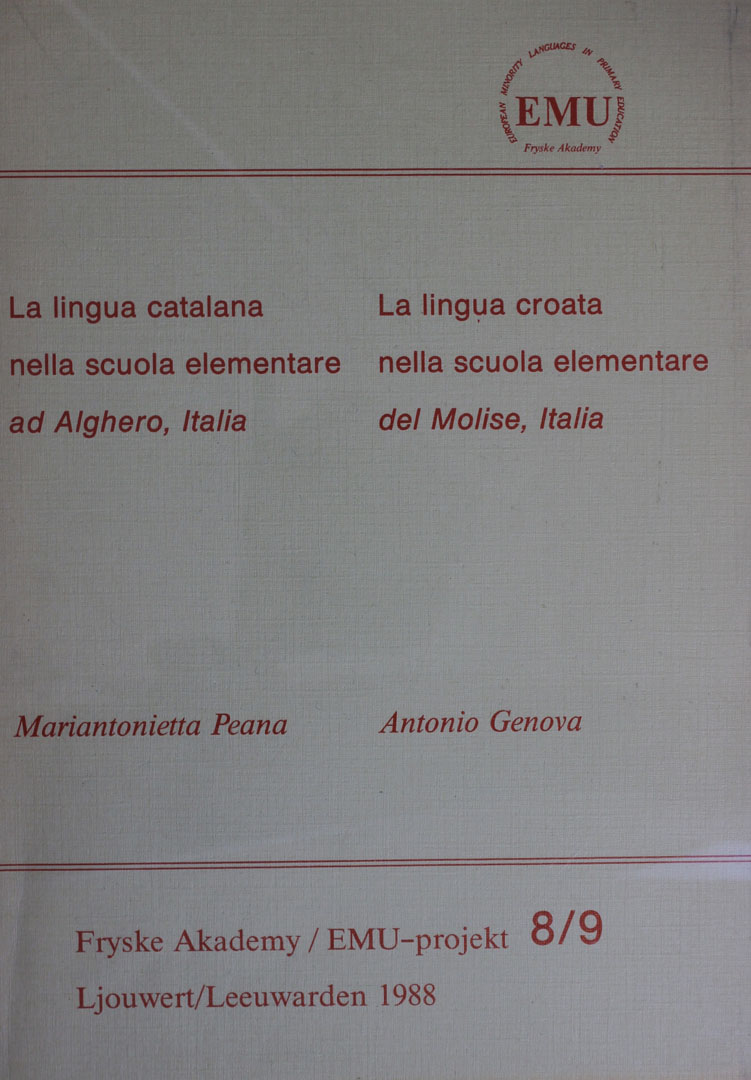 EUROPEAN MINORITY LANGUAGES IN PRIMARY EDUCATION
EMU
Fryske Akademy
La lingua catalana
nella scuola elementare
ad Alghero, Italia
La lingua croata
nella scuola elementare
del Molise, Italia
Mariantonietta Peana
Antonio Genova
Fryske Akademy / EMU-projekt 8/9
Ljouwert/Leeuwarden 1988